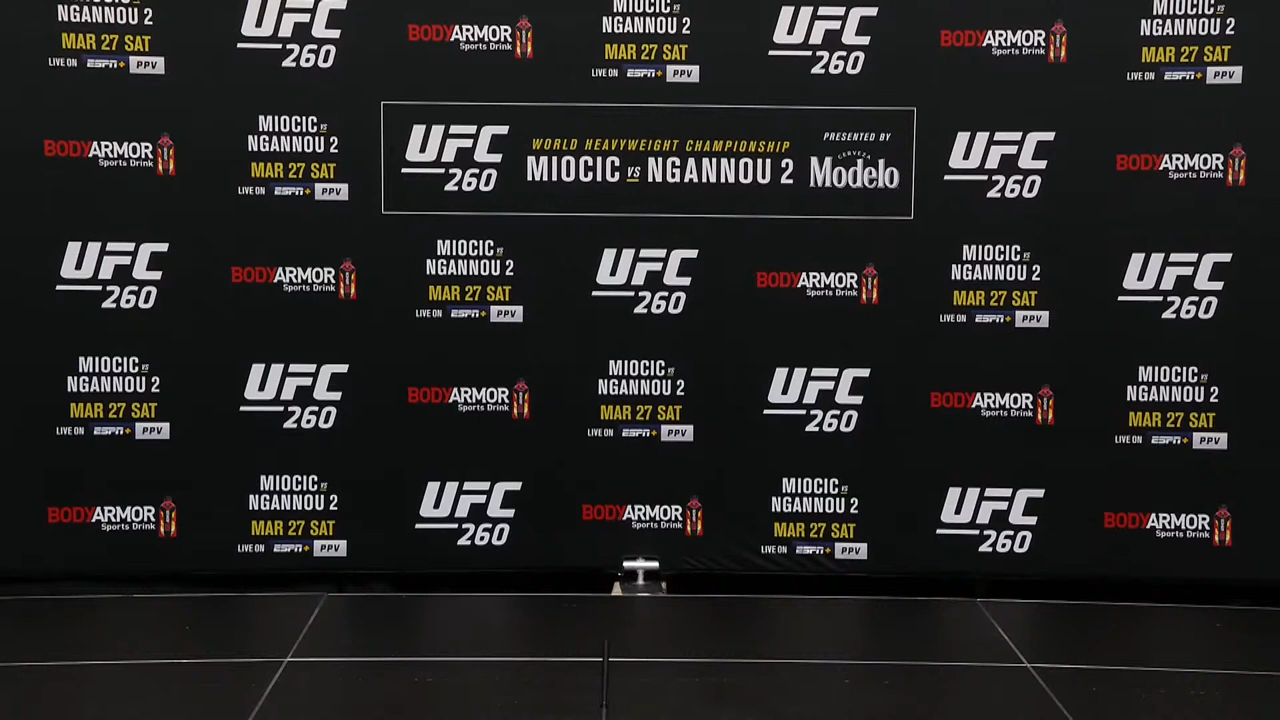 MIOCIC vs
NGANNOU 2
MAR 27 SAT
LIVE ON ESPN+ PPV
UFC
260
BODYARMOR
Sports Drink
MIOCIC vs
NGANNOU 2
MAR 27 SAT
LIVE ON ESPN+ PPV
UFC
260
BODYARMOR
Sports Drink
MIOCIC vs
NGANNOU 2
MAR 27 SAT
LIVE ON ESPN+ PPV
BODYARMOR
Sports Drink
MIOCIC vs
NGANNOU 2
MAR 27 SAT
LIVE ON ESPN+ PPV
UFC
260
WORLD HEAVYWEIGHT CHAMPIONSHIP
MIOCIC vs NGANNOU 2
PRESENTED BY
CERVEZA
Modelo
UFC
260
BODYARMOR
Sports Drink
UFC
260
BODYARMOR
Sports Drink
MIOCIC vs
NGANNOU 2
MAR 27 SAT
LIVE ON ESPN+ PPV
UFC
260
BODYARMOR
Sports Drink
MIOCIC vs
NGANNOU 2
MAR 27 SAT
LIVE ON ESPN+ PPV
UFC
260
MIOCIC vs
NGANNOU 2
MAR 27 SAT
LIVE ON ESPN+ PPV
UFC
260
BODYARMOR
Sports Drink
MIOCIC vs
NGANNOU 2
MAR 27 SAT
LIVE ON ESPN+ PPV
UFC
260
BODYARMOR
Sports Drink
MIOCIC vs
NGANNOU 2
MAR 27 SAT
LIVE ON ESPN+ PPV
BODYARMOR
Sports Drink
MIOCIC vs
NGANNOU 2
MAR 27 SAT
LIVE ON ESPN+ PPV
UFC
260
BODYARMOR
Sports Drink
MIOCIC vs
NGANNOU 2
MAR 27 SAT
LIVE ON ESPN+ PPV
UFC
260
BODYARMOR
Sports Drink